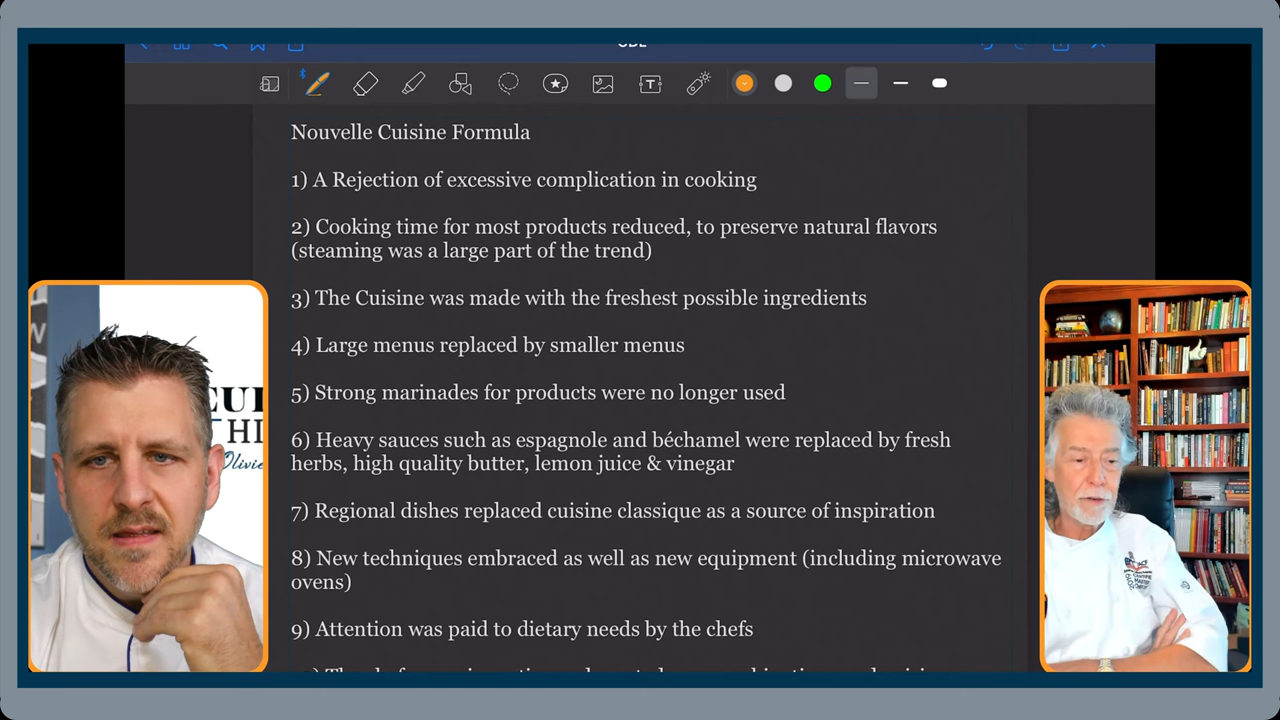 Nouvelle Cuisine Formula
1) A Rejection of excessive complication in cooking
2) Cooking time for most products reduced, to preserve natural flavors
(steaming was a large part of the trend)
3) The Cuisine was made with the freshest possible ingredients
4) Large menus replaced by smaller menus
5) Strong marinades for products were no longer used
6) Heavy sauces such as espagnole and béchamel were replaced by fresh
herbs, high quality butter, lemon juice & vinegar
7) Regional dishes replaced cuisine classique as a source of inspiration
8) New techniques embraced as well as new equipment (including microwave
ovens)
9) Attention was paid to dietary needs by the chefs